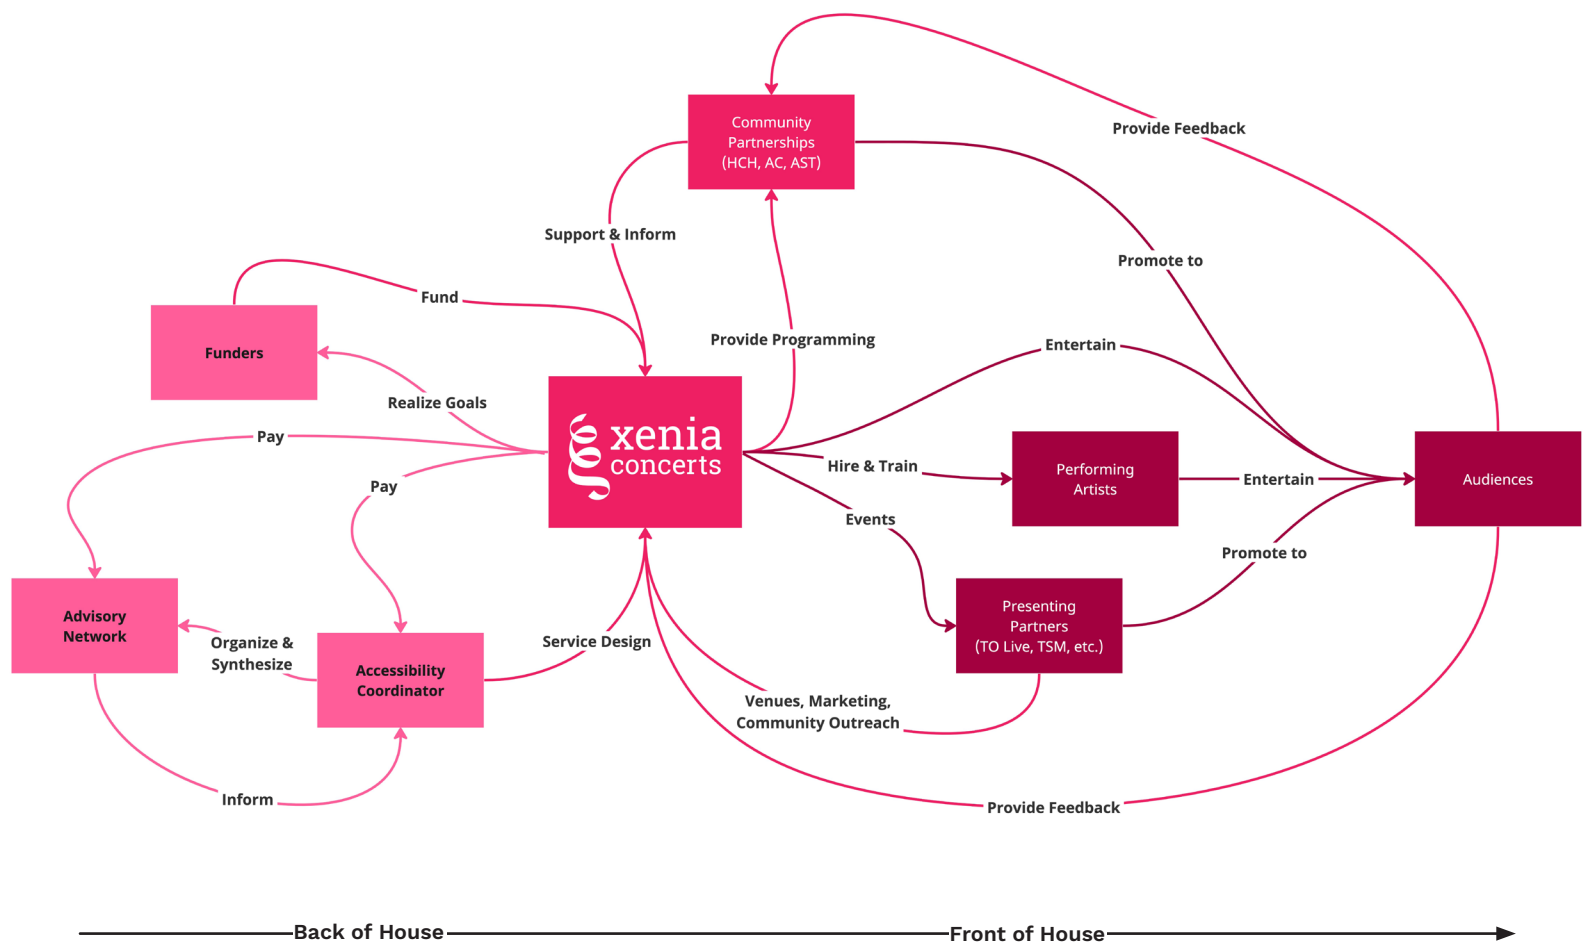 Provide Feedback
Community
Partnerships
(HCH, AC, AST)
Support & Inform
Promote to
Fund
Provide Programming
Entertain
Funders
Realize Goals
Pay
xenia
concerts
Pay
Hire & Train
Performing
Artists
Entertain
Audiences
Events
Promote to
Advisory
Network
Organize &
Synthesize
Accessibility
Coordinator
Service Design
Presenting
Partners
(TO Live, TSM, etc.)
Venues, Marketing,
Community Outreach
Inform
Provide Feedback
Back of House
Front of House